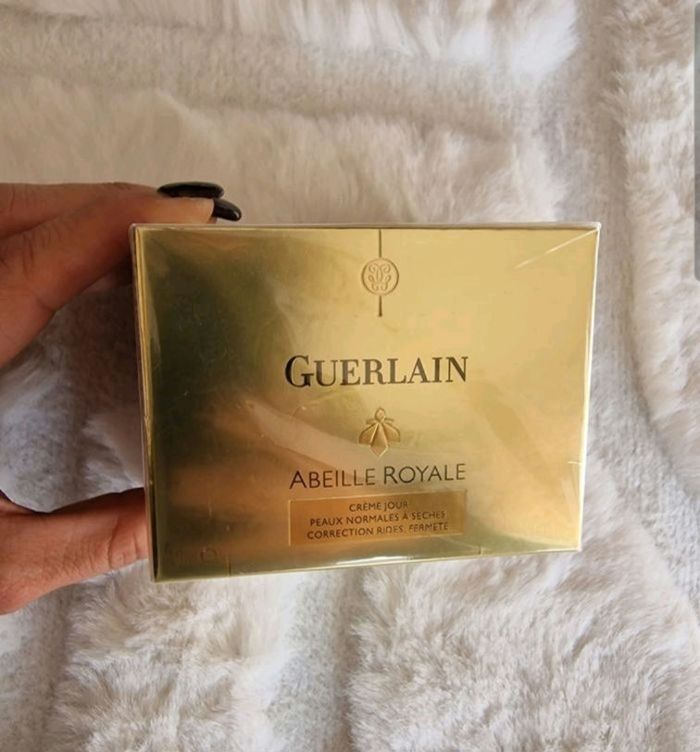 GUERLAIN
ABEILLE ROYALE
CRÈME JOUR
PEAUX NORMALES À SÈCHES
CORRECTION RIDES, FERMETÉ